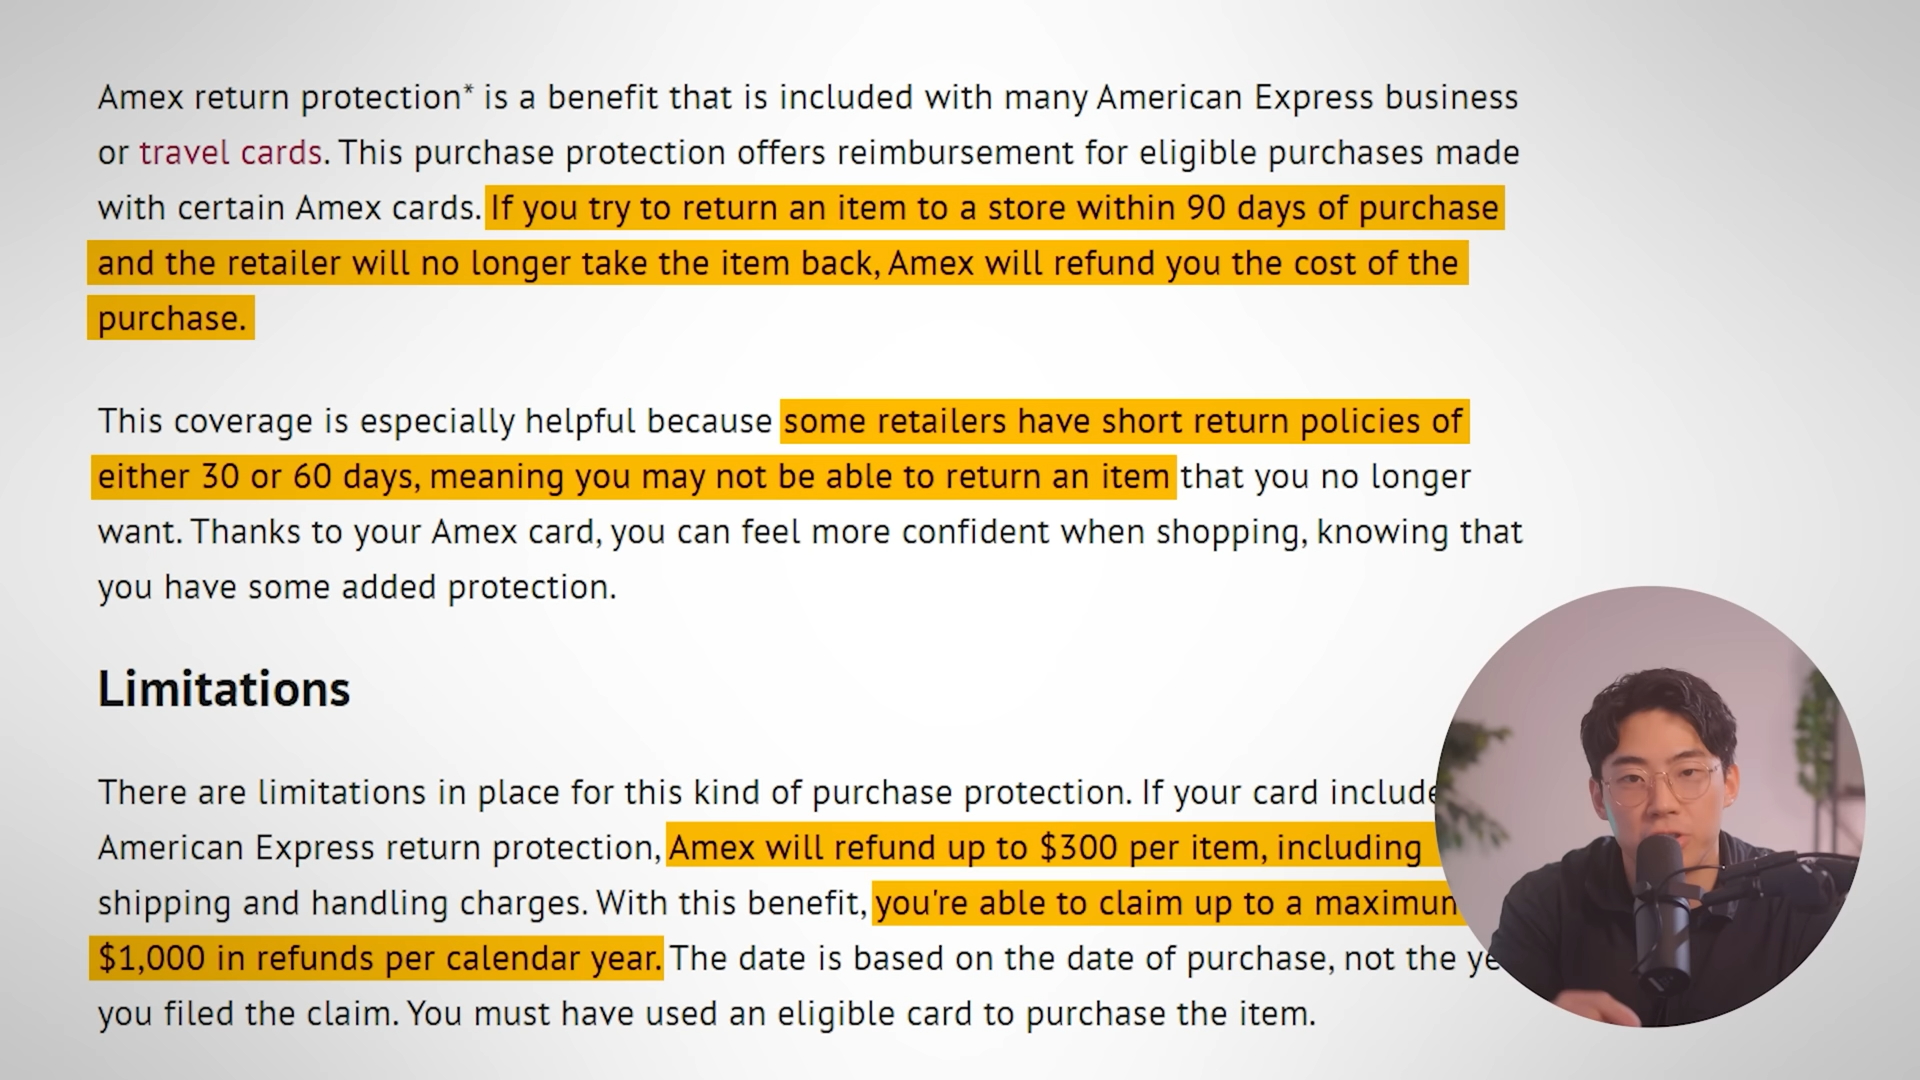 Amex return protection* is a benefit that is included with many American Express business
or travel cards. This purchase protection offers reimbursement for eligible purchases made
with certain Amex cards. If you try to return an item to a store within 90 days of purchase
and the retailer will no longer take the item back, Amex will refund you the cost of the
purchase.
This coverage is especially helpful because some retailers have short return policies of
either 30 or 60 days, meaning you may not be able to return an item that you no longer
want. Thanks to your Amex card, you can feel more confident when shopping, knowing that
you have some added protection.
Limitations
There are limitations in place for this kind of purchase protection. If your card
American Express return protection, Amex will refund up to $300 per item, including
shipping and handling charges. With this benefit, you're able to claim up to a
$1,000 in refunds per calendar year. The date is based on the date of purchase, not the
you filed the claim. You must have used an eligible card to purchase the item.